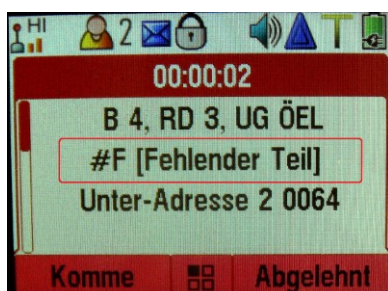 HI 2 T
00:00:02
B 4, RD 3, UG ÖEL
#F [Fehlender Teil]
Unter-Adresse 2 0064
Komme Abgelehnt